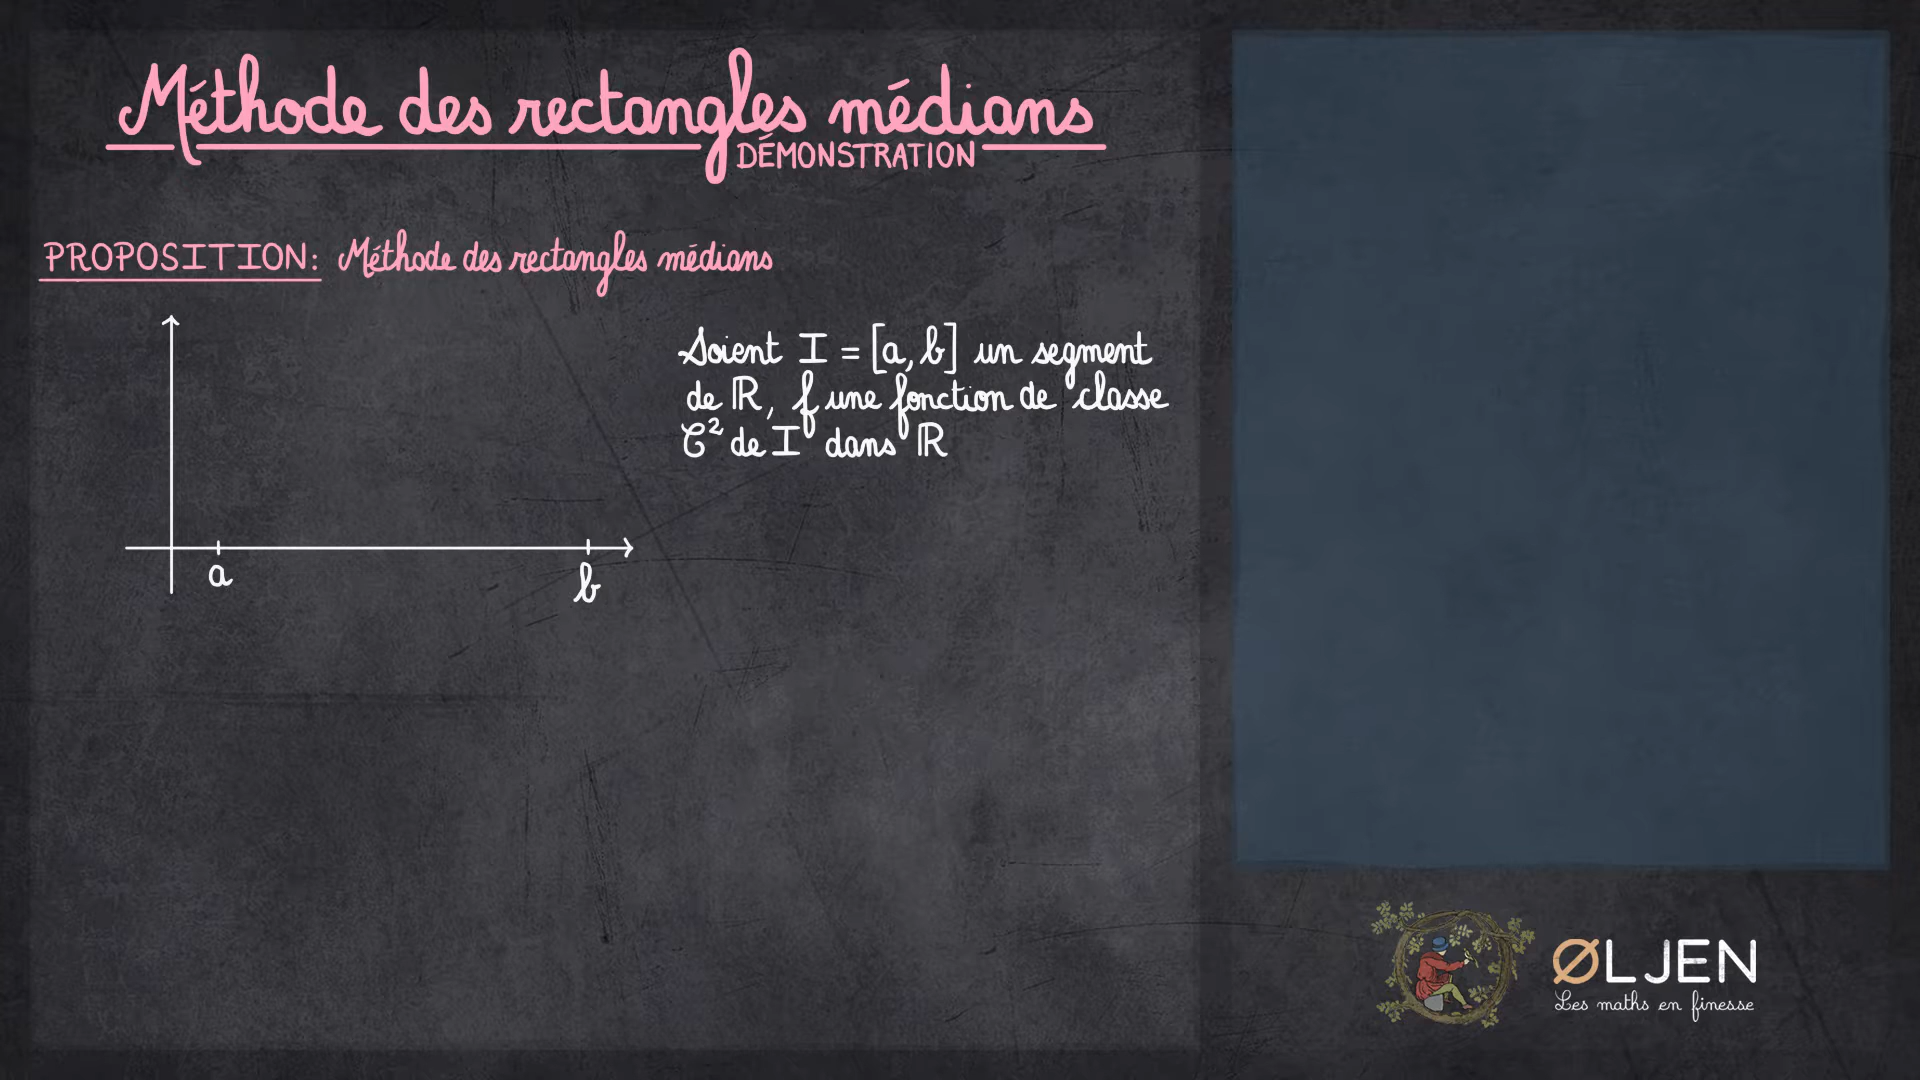 Méthode des rectangles médians
DÉMONSTRATION
PROPOSITION: Méthode des rectangles médians
Soient I = [a, b] un segment
de ℝ, f une fonction de classe
C² de I dans ℝ
a
b
ØLJEN
Les maths en finesse